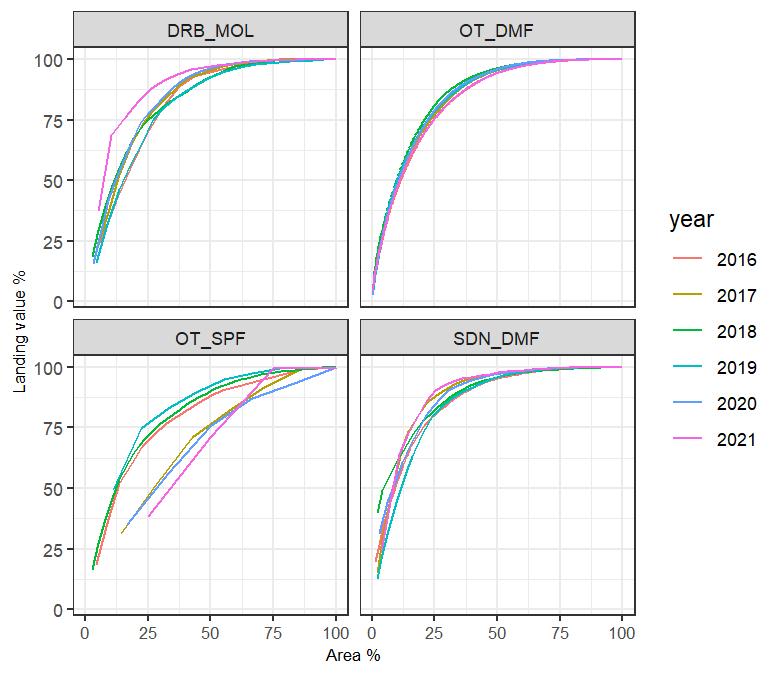 DRB_MOL OT_DMF
100
75
50
25
0
OT_SPF SDN_DMF
100
75
50
25
0
0 25 50 75 100 0 25 50 75 100
Area %
Landing value %
year
2016
2017
2018
2019
2020
2021